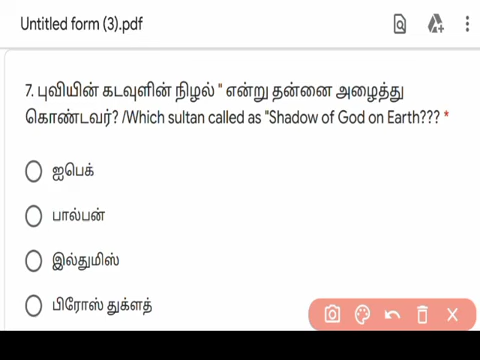 Untitled form (3).pdf
7. புவியின் கடவுளின் நிழல் " என்று தன்னை அழைத்து
கொண்டவர்? /Which sultan called as "Shadow of God on Earth??? *
ஐபெக்
பால்பன்
இல்துமிஸ்
பிரோஸ் துக்ளத்